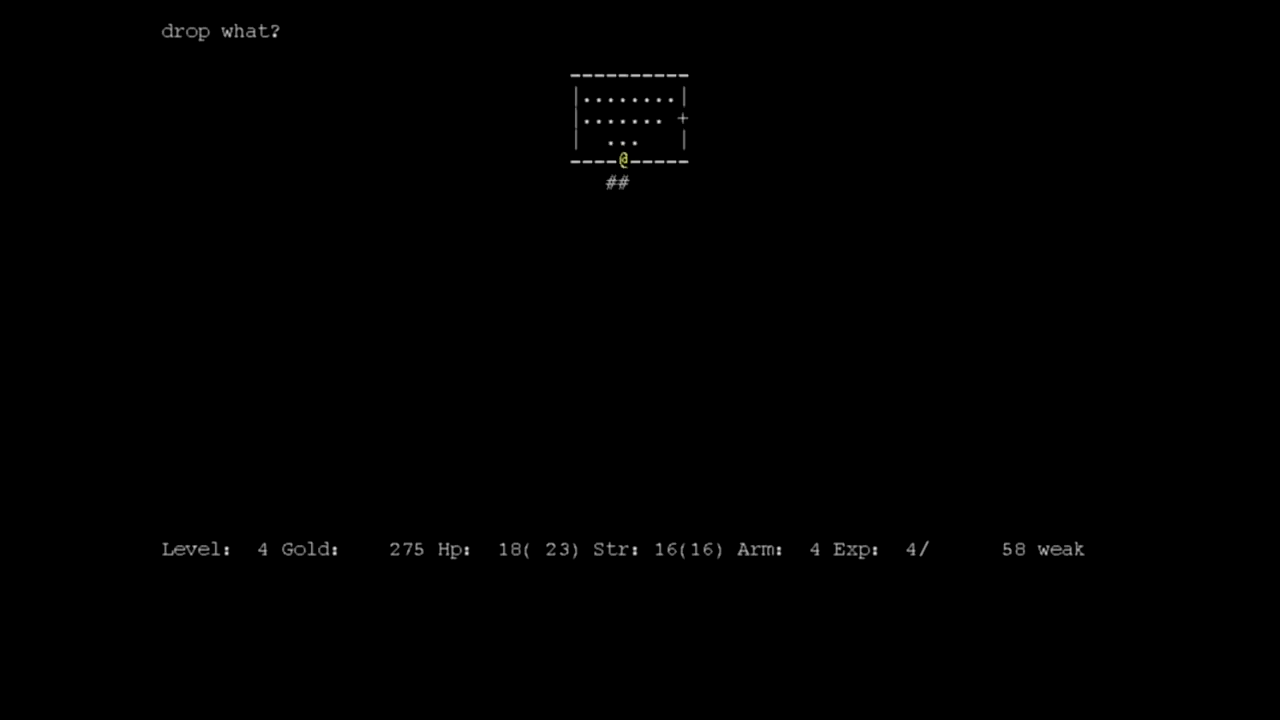 drop what?
----------
|........|
|....... +
|  ...   |
----@-----
##
Level:  4 Gold:    275 Hp:  18( 23) Str: 16(16) Arm:  4 Exp:  4/      58 weak